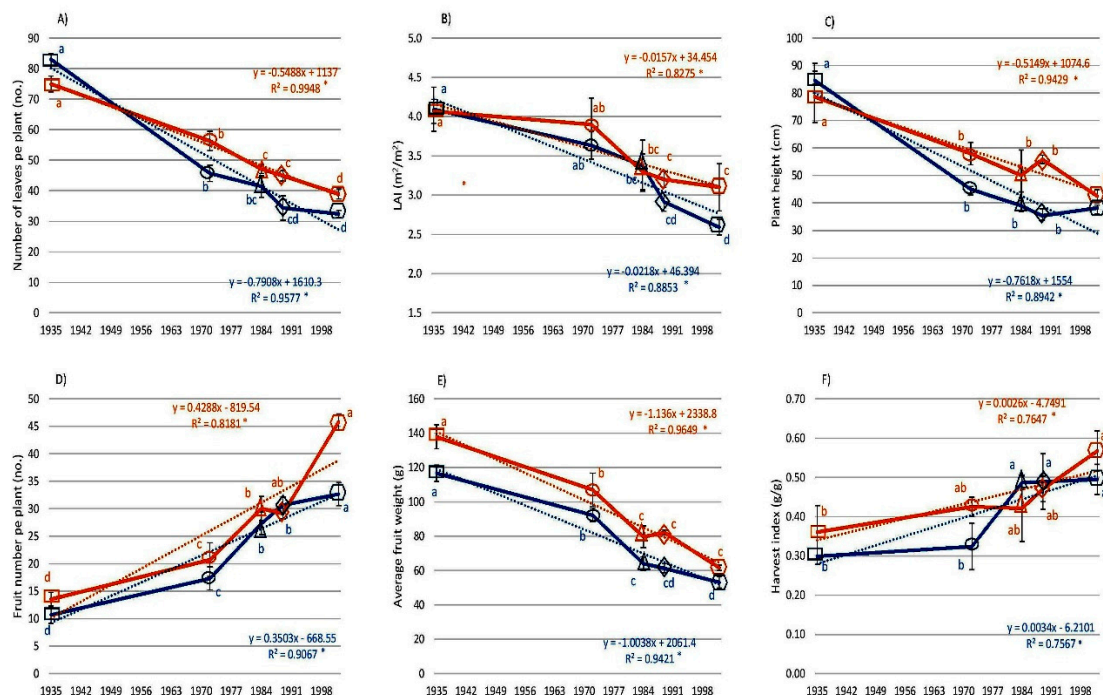 A)
Number of leaves pe plant (no.)
90
80
70
60
50
40
30
20
10
0
a
a
y = -0.5488x + 1137 *
R² = 0.9948
b
b
c
c
bc
cd
d
d
y = -0.7908x + 1610.3
R² = 0.9577 *
1935 1942 1949 1956 1963 1970 1977 1984 1991 1998
B)
LAI (m²/m²)
5.0
4.5
4.0
3.5
3.0
2.5
2.0
1.5
y = -0.0157x + 34.454
R² = 0.8275 *
a
a
ab
ab
bc
bc
c
c
cd
d
*
y = -0.0218x + 46.394
R² = 0.8853 *
1935 1942 1949 1956 1963 1970 1977 1984 1991 1998
C)
Plant height (cm)
100
90
80
70
60
50
40
30
20
10
0
y = -0.5149x + 1074.6
R² = 0.9429 *
a
a
b
b
b
b
b
b
y = -0.7618x + 1554
R² = 0.8942 *
1935 1942 1949 1956 1963 1970 1977 1984 1991 1998
D)
Fruit number pe plant (no.)
50
45
40
35
30
25
20
15
10
5
0
y = 0.4288x - 819.54
R² = 0.8181 *
a
ab
b
a
b
b
c
c
d
d
y = 0.3503x - 668.55
R² = 0.9067 *
1935 1942 1949 1956 1963 1970 1977 1984 1991 1998
E)
Average fruit weight (g)
160
140
120
100
80
60
40
20
0
y = -1.136x + 2338.8
R² = 0.9649 *
a
a
b
b
c
c
c
cd
d
d
y = -1.0038x + 2061.4
R² = 0.9421 *
1935 1942 1949 1956 1963 1970 1977 1984 1991 1998
F)
Harvest index (g/g)
0.70
0.60
0.50
0.40
0.30
0.20
0.10
0.00
y = 0.0026x - 4.7491
R² = 0.7647 *
a
a
a
a
b
ab
ab
ab
b
b
y = 0.0034x - 6.2101
R² = 0.7567 *
1935 1942 1949 1956 1963 1970 1977 1984 1991 1998